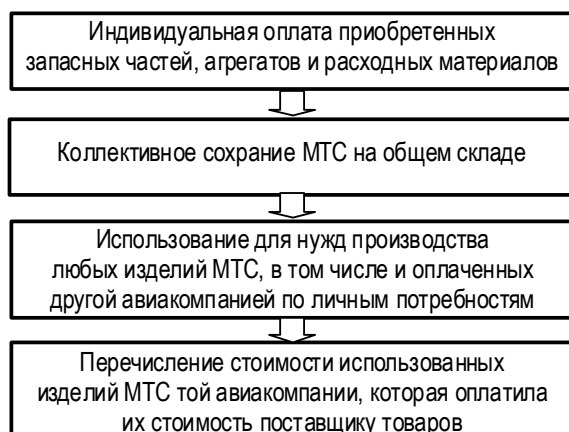 Индивидуальная оплата приобретенных
запасных частей, агрегатов и расходных материалов
Коллективное сохрание МТС на общем складе
Использование для нужд производства
любых изделий МТС, в том числе и оплаченных
другой авиакомпанией по личным потребностям
Перечисление стоимости использованных
изделий МТС той авиакомпании, которая оплатила
их стоимость поставщику товаров